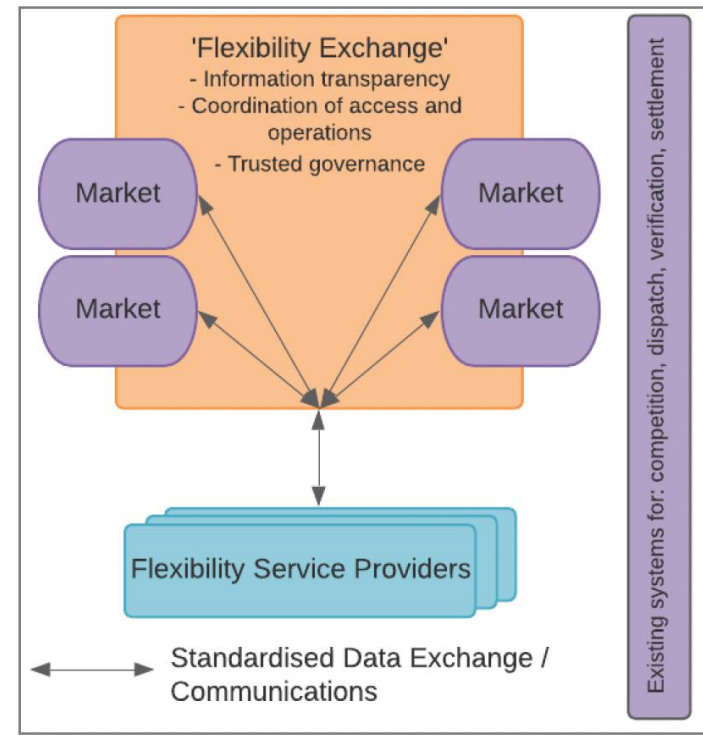 'Flexibility Exchange'
- Information transparency
- Coordination of access and
operations
- Trusted governance
Market
Market
Market
Market
Flexibility Service Providers
Standardised Data Exchange /
Communications
Existing systems for: competition, dispatch, verification, settlement